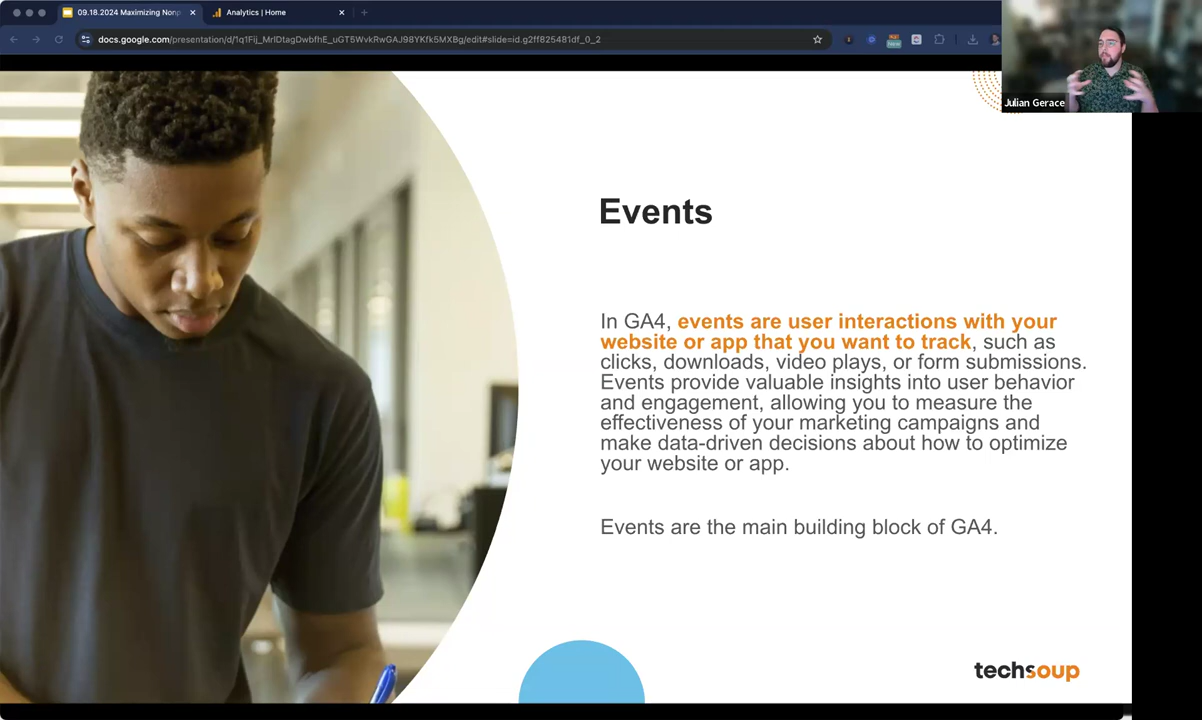 09.18.2024 Maximizing Nonp
Analytics | Home
docs.google.com/presentation/d/1q1Fij_MrlDtagDwbfhE_uGT5WvkRwGAJ98YKfk5MXBg/edit#slide=id.g2ff825481df_0_2
Julian Gerace
Events
In GA4, events are user interactions with your
website or app that you want to track, such as
clicks, downloads, video plays, or form submissions.
Events provide valuable insights into user behavior
and engagement, allowing you to measure the
effectiveness of your marketing campaigns and
make data-driven decisions about how to optimize
your website or app.
Events are the main building block of GA4.
techsoup